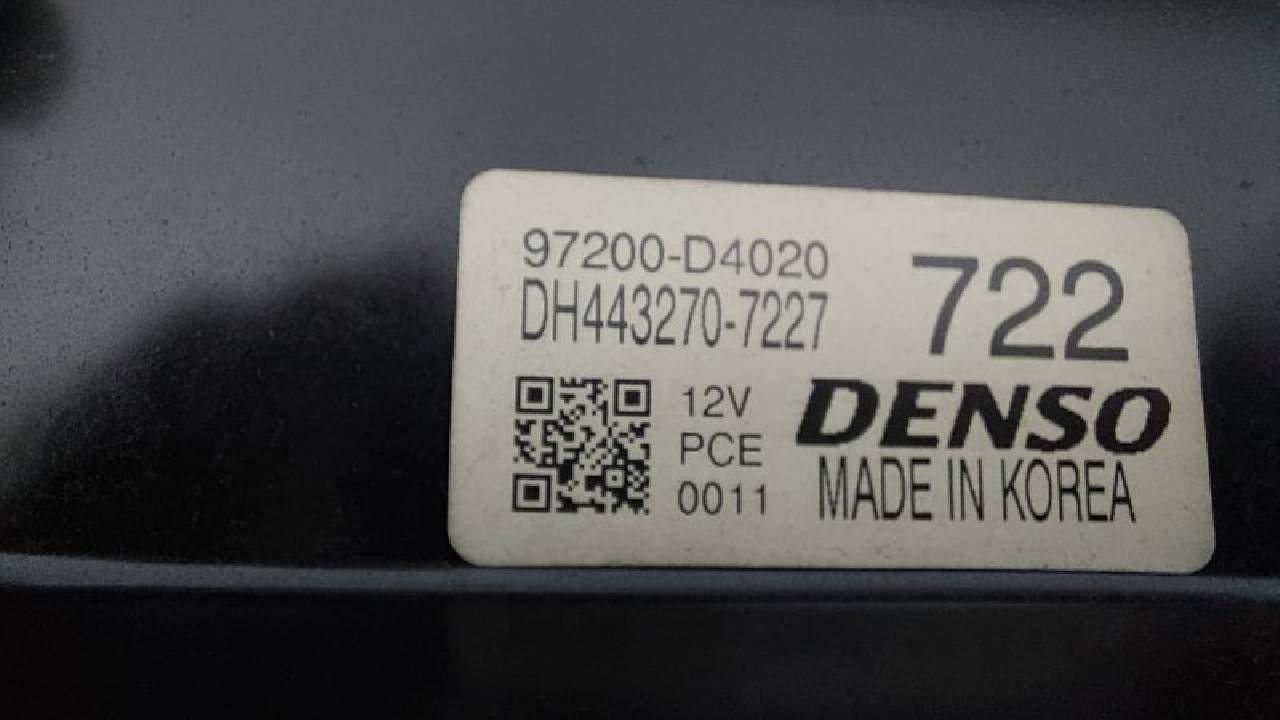 97200-D4020
DH443270-7227
722
12V
PCE
0011
DENSO
MADE IN KOREA